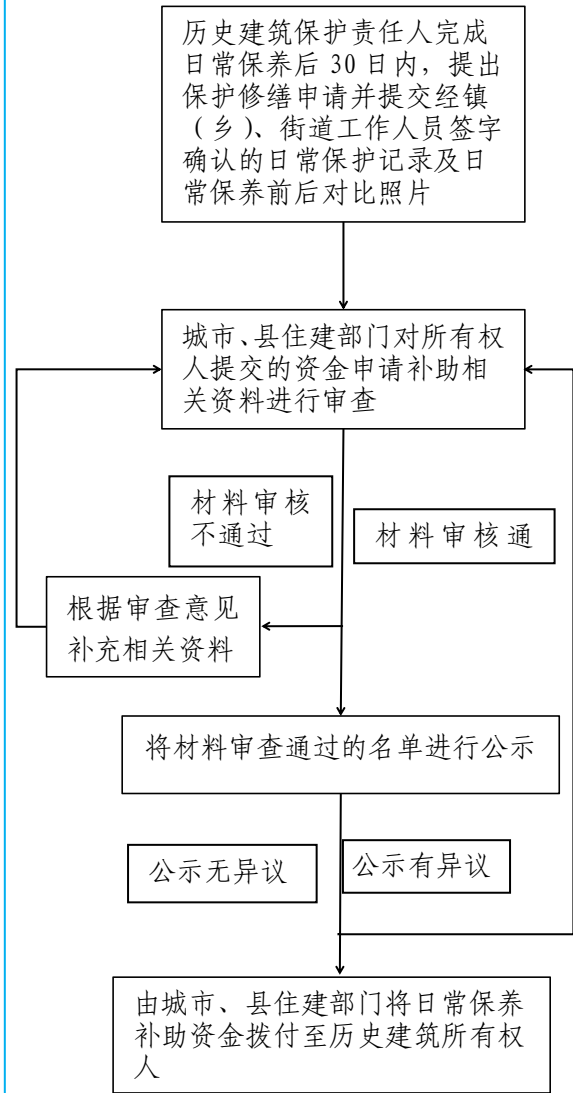 历史建筑保护责任人完成
日常保养后 30 日内，提出
保护修缮申请并提交经镇
（乡）、街道工作人员签字
确认的日常保护记录及日
常保养前后对比照片
城市、县住建部门对所有权
人提交的资金申请补助相
关资料进行审查
材料审核
不通过
材料审核通
根据审查意见
补充相关资料
将材料审查通过的名单进行公示
公示无异议
公示有异议
由城市、县住建部门将日常保养
补助资金拨付至历史建筑所有权
人